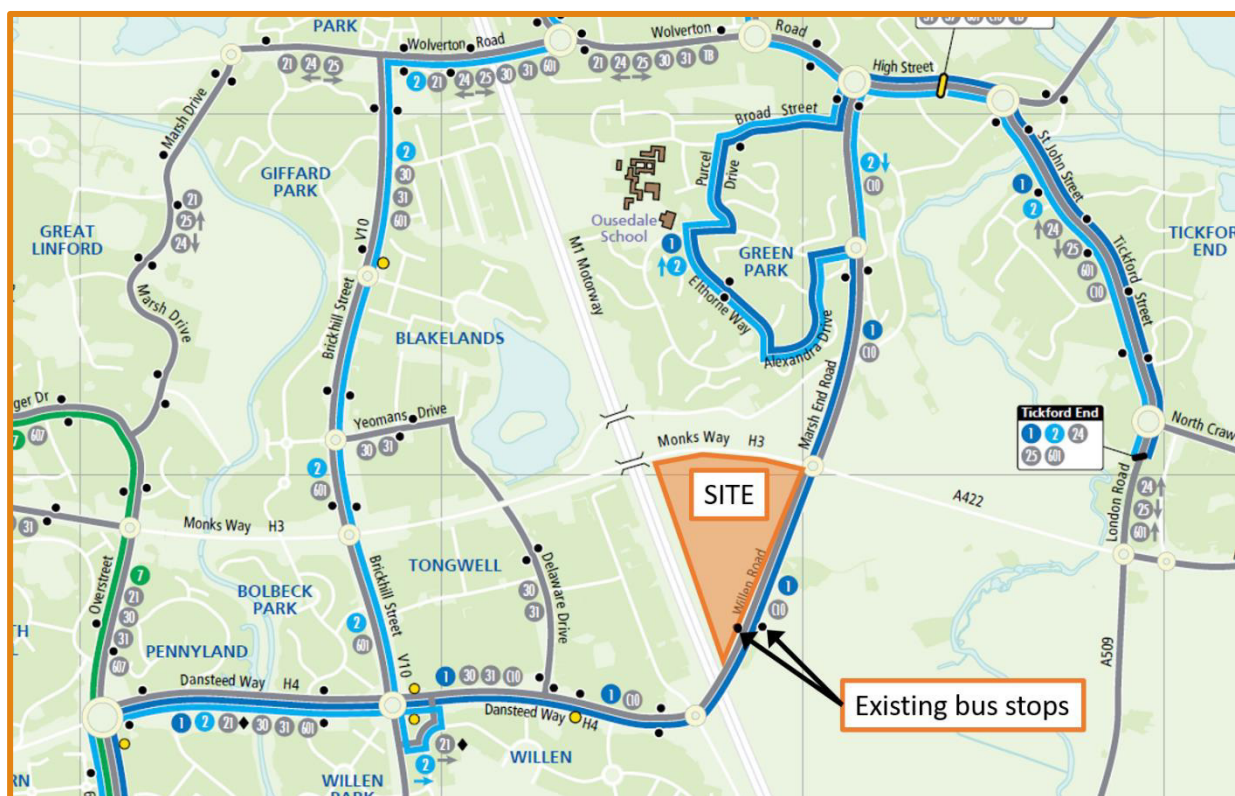 PARK
Wolverton Road
Wolverton Road
31 37 601 C10 TB
21 24 25
2 21 24 25 30 31 601
21 24 25 30 31 TB
High Street
Marsh Drive
Broad Street
GIFFARD
PARK
2
30
31
601
Purcel
Drive
2
C10
St John Street
21
25
24
V10
Ousedale
School
1
2
24
25
601
C10
TICKFORD
END
GREAT
LINFORD
M1 Motorway
1
2
GREEN
PARK
Tickford
Street
Marsh Drive
Brickhill Street
BLAKELANDS
Elthorne Way
Alexandra Drive
1
C10
Marsh End Road
ger Dr
7 607
Yeomans Drive
30 31
Tickford End
1 2 24
25 601
North Craw
2
601
Monks Way H3
SITE
A422
London Road
24
25
601
31
Monks Way H3
TONGWELL
Delaware Drive
Overstreet
7
21
30
31
607
BOLBECK
PARK
Brickhill Street
30
31
Willen Road
1
C10
PENNYLAND
2
601
V10
A509
Dansteed Way H4
1 30 31 C10
1 C10
Existing bus stops
1 2 21 30 31 601
Dansteed Way H4
21
WILLEN
2
WILLEN
PARK
RN